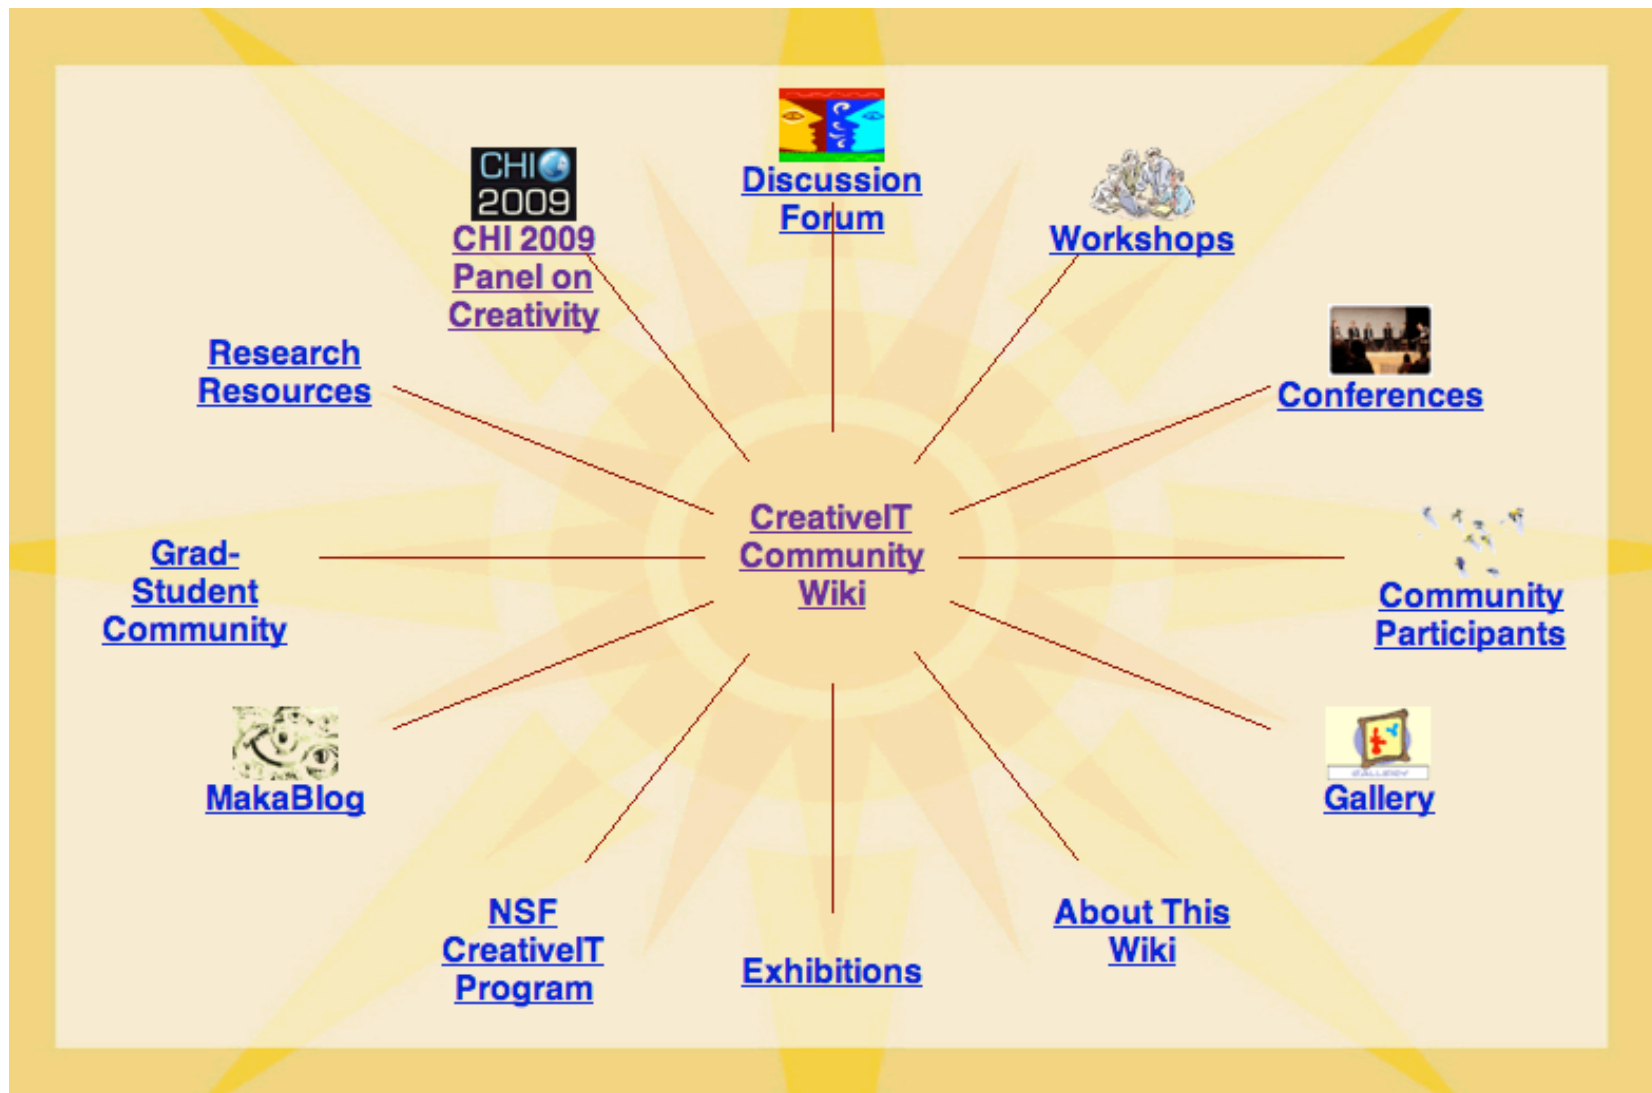 CHI
2009
CHI 2009
Panel on
Creativity
Discussion
Forum
Workshops
Research
Resources
Conferences
CreativeIT
Community
Wiki
Grad-
Student
Community
Community
Participants
MakaBlog
GALLERY
Gallery
NSF
CreativeIT
Program
Exhibitions
About This
Wiki